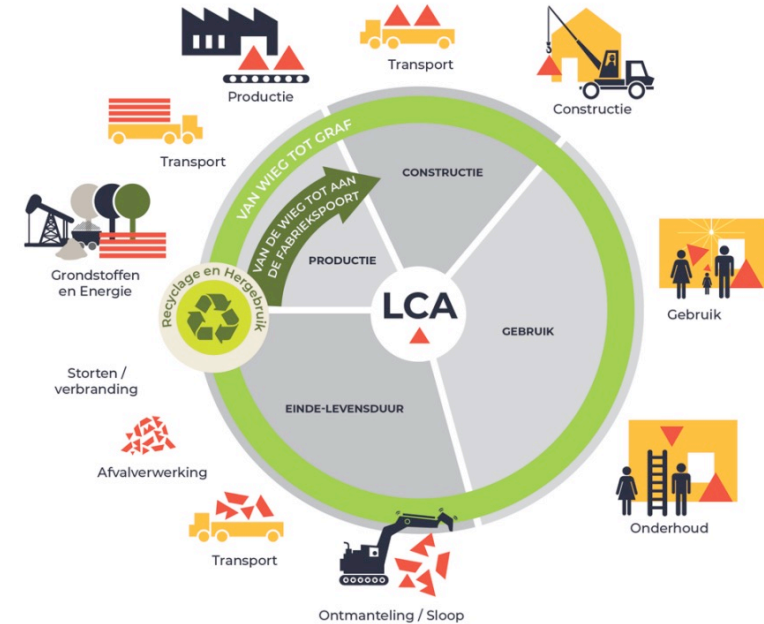 Productie
Transport
Constructie
Transport
Grondstoffen
en Energie
VAN WIEG TOT GRAF
VAN DE WIEG TOT AAN
DE FABRIEKSPOORT
CONSTRUCTIE
PRODUCTIE
Recyclage en Hergebruik
LCA
GEBRUIK
Gebruik
EINDE-LEVENSDUUR
Storten /
verbranding
Afvalverwerking
Transport
Onderhoud
Ontmanteling / Sloop